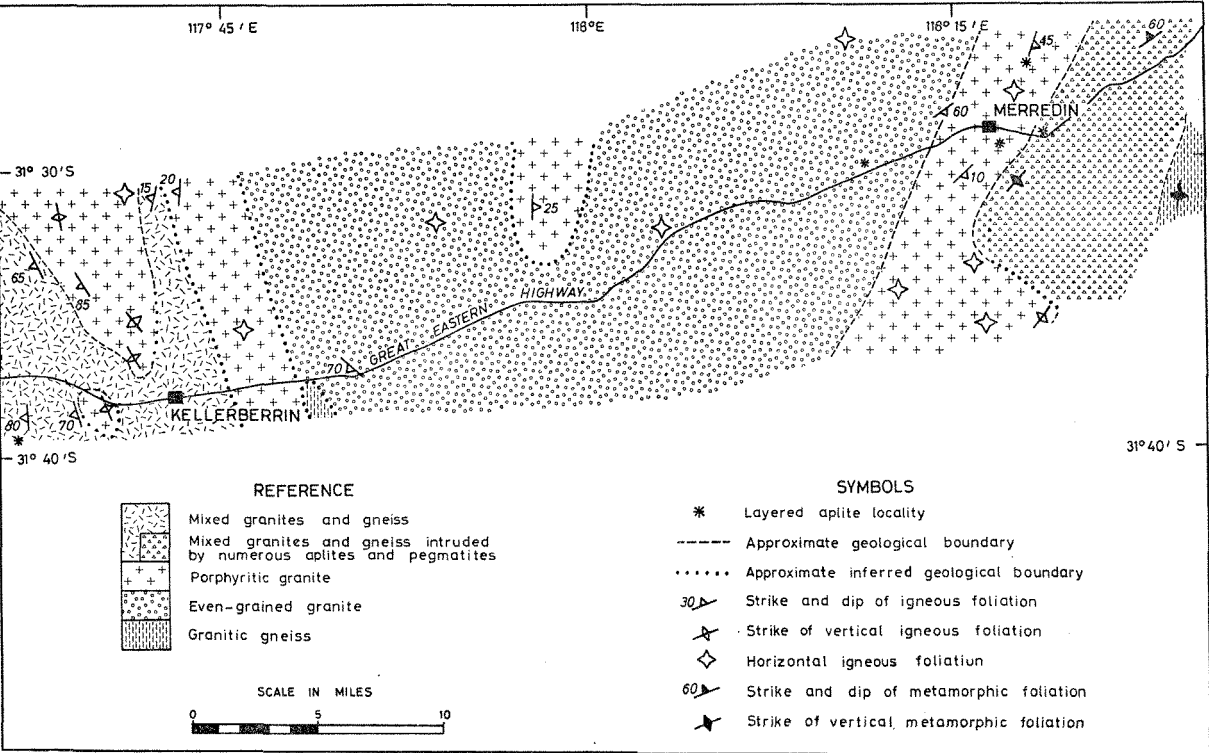 117° 45′ E
118°E
118° 15′ E
60
45
MERREDIN
60
31° 30′S
15
20
10
25
65
85
HIGHWAY
EASTERN
GREAT
70
KELLERBERRIN
80
70
31° 40′S
31° 40′ S
REFERENCE
Mixed granites and gneiss
Mixed granites and gneiss intruded
by numerous aplites and pegmatites
Porphyritic granite
Even-grained granite
Granitic gneiss
SCALE IN MILES
0
5
10
SYMBOLS
Layered aplite locality
Approximate geological boundary
Approximate inferred geological boundary
30
Strike and dip of igneous foliation
Strike of vertical igneous foliation
Horizontal igneous foliatiun
60
Strike and dip of metamorphic foliation
Strike of vertical metamorphic foliation